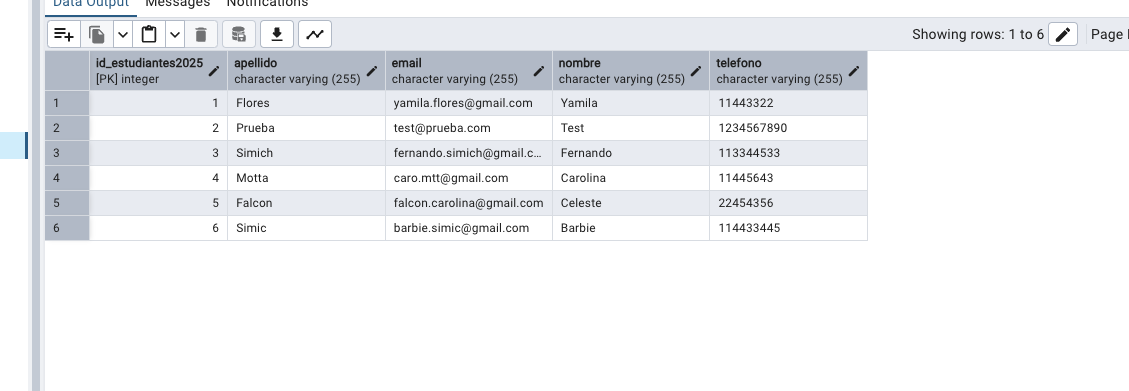 Data Output Messages Notifications
Showing rows: 1 to 6 Page
id_estudiantes2025 apellido email nombre telefono
[PK] integer character varying (255) character varying (255) character varying (255) character varying (255)
1 1 Flores yamila.flores@gmail.com Yamila 11443322
2 2 Prueba test@prueba.com Test 1234567890
3 3 Simich fernando.simich@gmail.c... Fernando 113344533
4 4 Motta caro.mtt@gmail.com Carolina 11445643
5 5 Falcon falcon.carolina@gmail.com Celeste 22454356
6 6 Simic barbie.simic@gmail.com Barbie 114433445